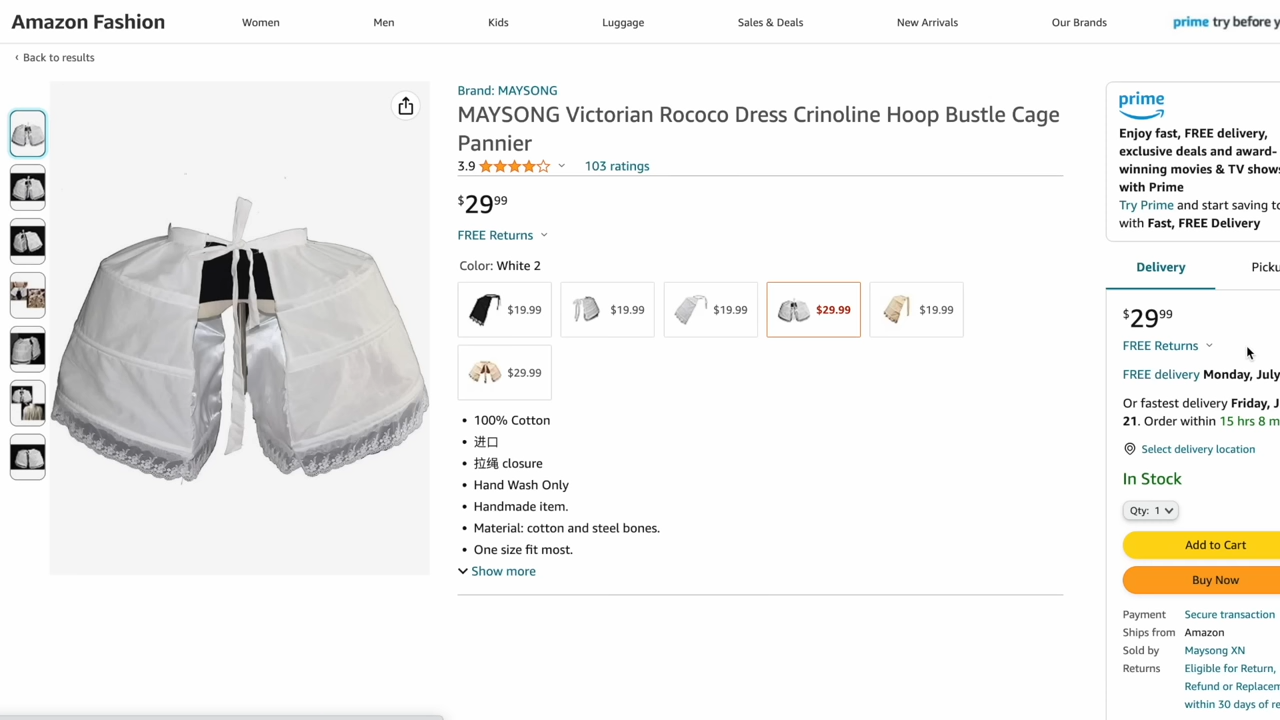 Amazon Fashion
Women
Men
Kids
Luggage
Sales & Deals
New Arrivals
Our Brands
prime try before y
‹ Back to results
Brand: MAYSONG
MAYSONG Victorian Rococo Dress Crinoline Hoop Bustle Cage
Pannier
3.9
103 ratings
$29 99
FREE Returns
Color: White 2
$19.99
$19.99
$19.99
$29.99
$19.99
$29.99
• 100% Cotton
• 进口
• 拉绳 closure
• Hand Wash Only
• Handmade item.
• Material: cotton and steel bones.
• One size fit most.
Show more
prime
Enjoy fast, FREE delivery,
exclusive deals and award-
winning movies & TV shows
with Prime
Try Prime and start saving to
with Fast, FREE Delivery
Delivery
Picku
$29 99
FREE Returns
FREE delivery Monday, July
Or fastest delivery Friday, J
21. Order within 15 hrs 8 m
Select delivery location
In Stock
Qty: 1
Add to Cart
Buy Now
Payment Secure transaction
Ships from Amazon
Sold by Maysong XN
Returns Eligible for Return,
Refund or Replacem
within 30 days of re